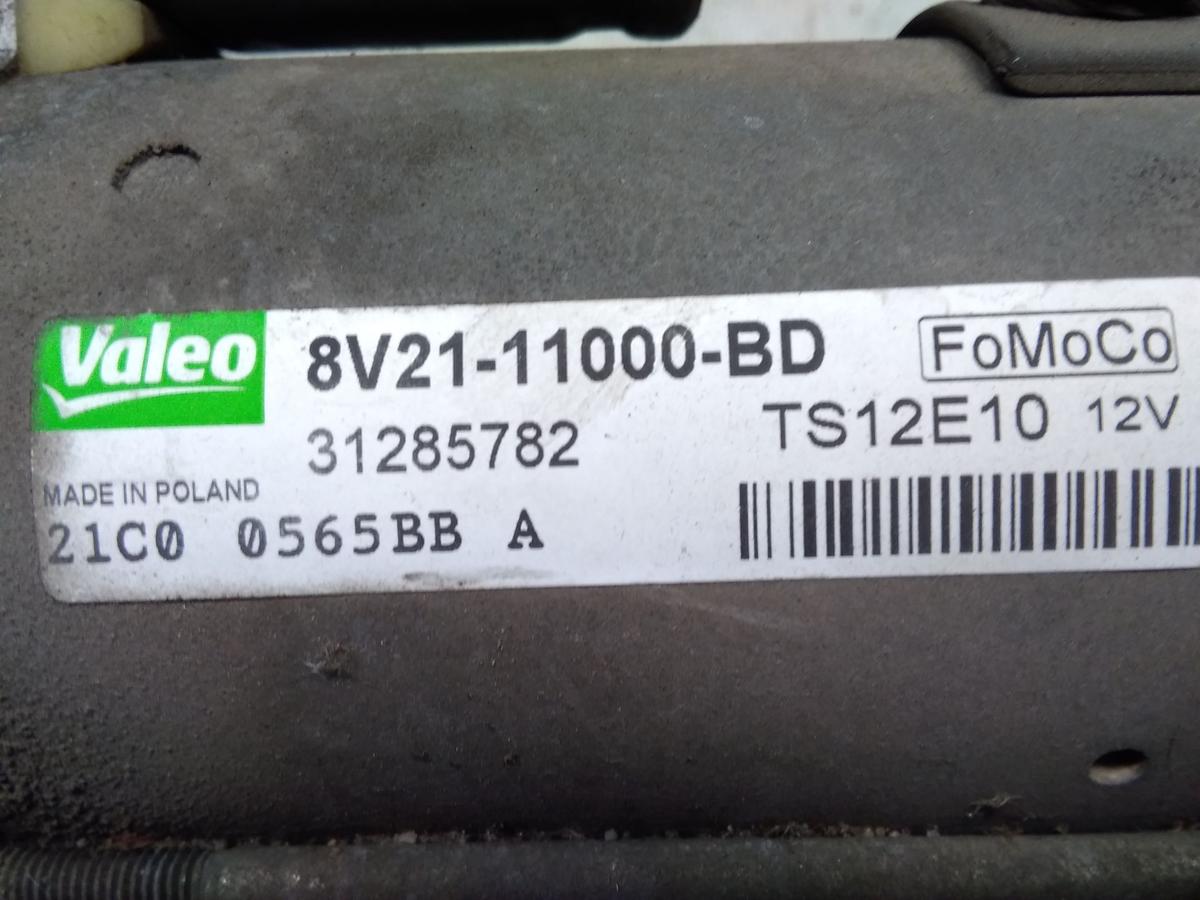 Valeo
8V21-11000-BD
FoMoCo
31285782
TS12E10 12V
MADE IN POLAND
21C0 0565BB A